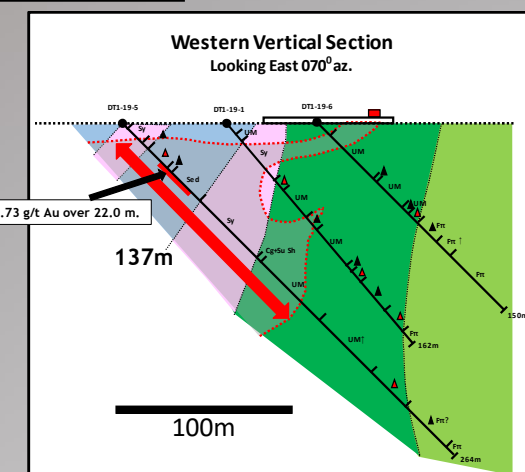 Western Vertical Section
Looking East 070⁰az.
DT1-19-5
DT1-19-1
DT1-19-6
Sy
UM
UM
Sy
UM
Sed
UM
.73 g/t Au over 22.0 m.
UM
Sy
Fπ
137m
Cg+Su Sh
UM
Fπ ↑
UM
Fπ
UM
150m
UM↑
Fπ
162m
100m
Fπ?
Fπ
264m